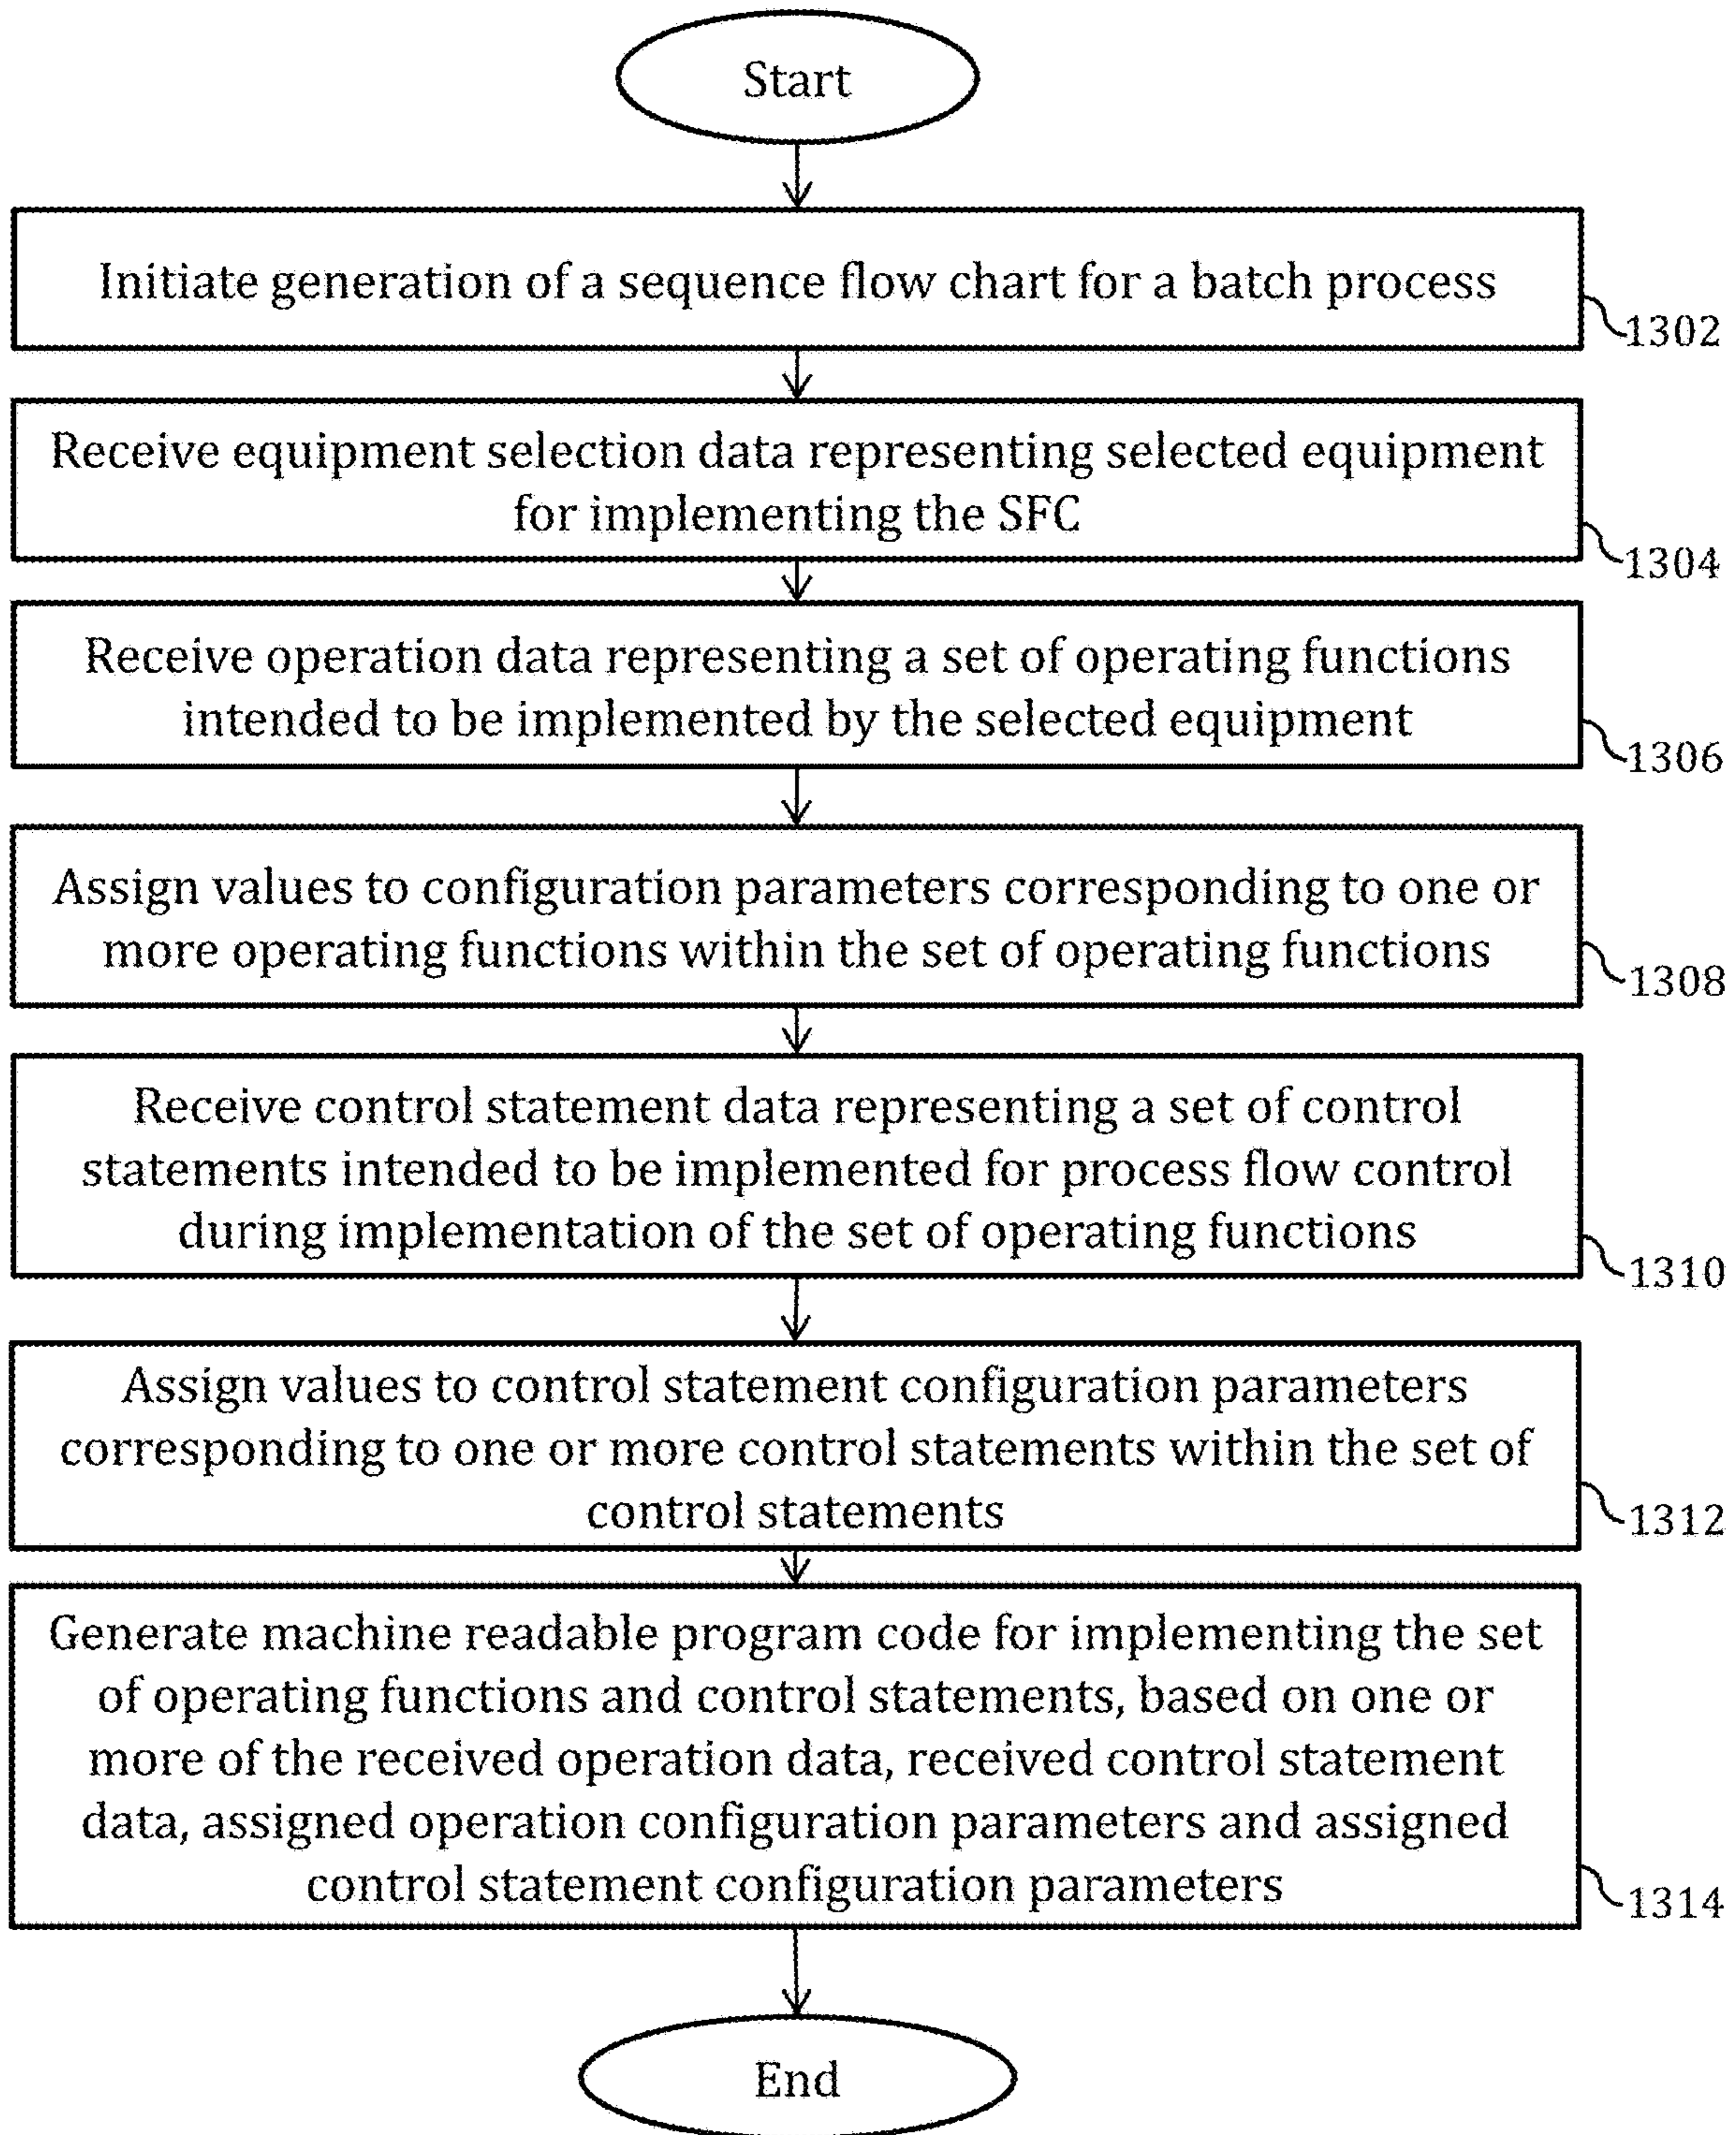 Start
Initiate generation of a sequence flow chart for a batch process
1302
Receive equipment selection data representing selected equipment
for implementing the SFC
1304
Receive operation data representing a set of operating functions
intended to be implemented by the selected equipment
1306
Assign values to configuration parameters corresponding to one or
more operating functions within the set of operating functions
1308
Receive control statement data representing a set of control
statements intended to be implemented for process flow control
during implementation of the set of operating functions
1310
Assign values to control statement configuration parameters
corresponding to one or more control statements within the set of
control statements
1312
Generate machine readable program code for implementing the set
of operating functions and control statements, based on one or
more of the received operation data, received control statement
data, assigned operation configuration parameters and assigned
control statement configuration parameters
1314
End